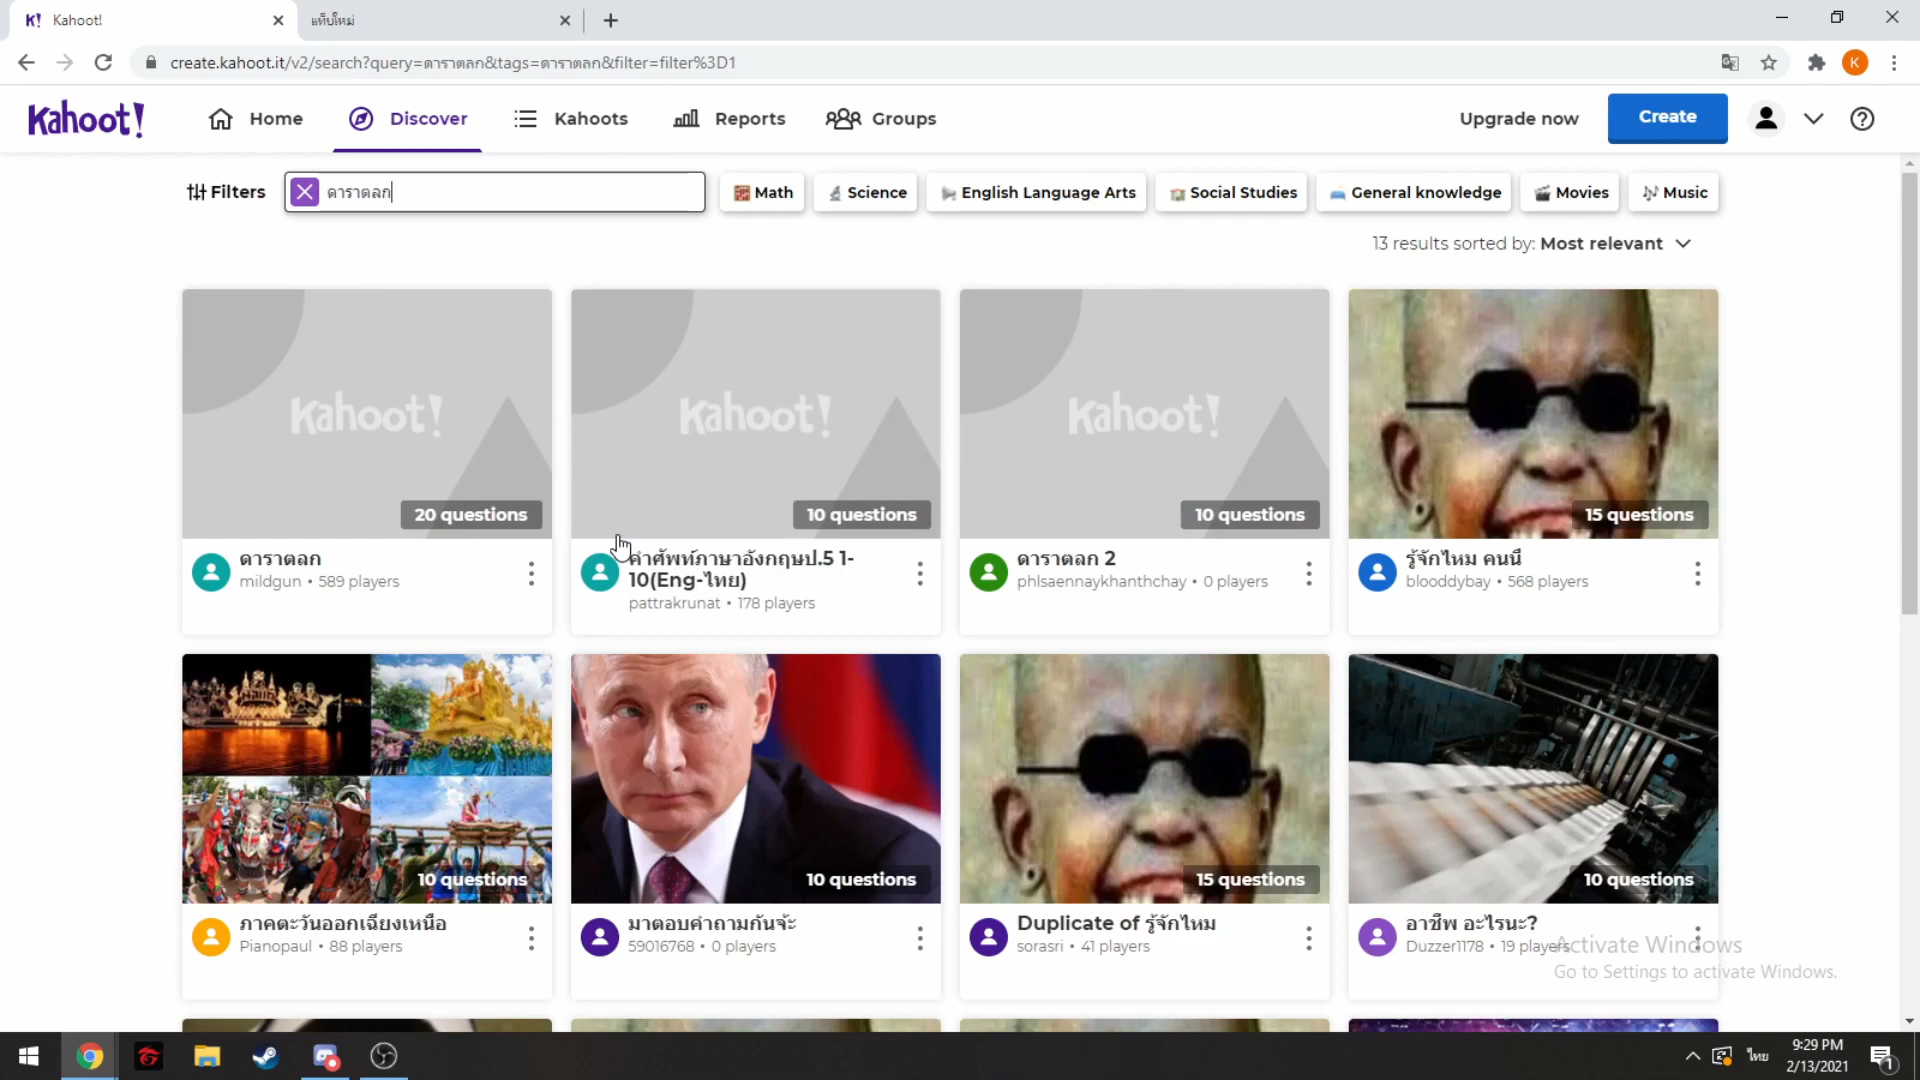 K! Kahoot!
แท็บใหม่
create.kahoot.it/v2/search?query=ดาราตลก&tags=ดาราตลก&filter=filter%3D1
K
Kahoot!
Home
Discover
Kahoots
Reports
Groups
Upgrade now
Create
Filters
ดาราตลก
Math
Science
English Language Arts
Social Studies
General knowledge
Movies
Music
13 results sorted by: Most relevant
Kahoot!
20 questions
ดาราตลก
mildgun • 589 players
Kahoot!
10 questions
คำศัพท์ภาษาอังกฤษป.5 1-
10(Eng-ไทย)
pattrakrunat • 178 players
Kahoot!
10 questions
ดาราตลก 2
phlsaennaykhanthchay • 0 players
15 questions
รู้จักไหม คนนี้
blooddybay • 568 players
10 questions
ภาคตะวันออกเฉียงเหนือ
Pianopaul • 88 players
10 questions
มาตอบคำถามกันจ้ะ
59016768 • 0 players
15 questions
Duplicate of รู้จักไหม
sorasri • 41 players
10 questions
อาชีพ อะไรนะ?
Duzzer1178 • 19 players
Activate Windows
Go to Settings to activate Windows.
ไทย
9:29 PM
2/13/2021
1